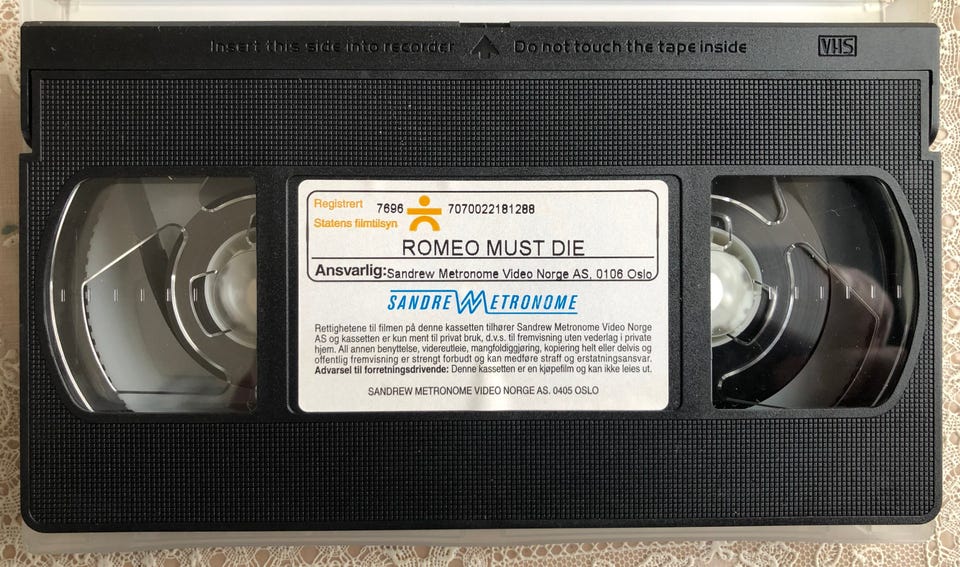 Insert this side into recorder Do not touch the tape inside VHS
Registrert 7696 7070022181288
Statens filmtilsyn
ROMEO MUST DIE
Ansvarlig:Sandrew Metronome Video Norge AS, 0106 Oslo
SANDREW METRONOME
Rettighetene til filmen på denne kassetten tilhører Sandrew Metronome Video Norge
AS og kassetten er kun ment til privat bruk, d.v.s. til fremvisning uten vederlag i private
hjem. All annen benyttelse, videreutleie, mangfoldiggjøring, kopiering helt eller delvis og
offentlig fremvisning er strengt forbudt og kan medføre straff og erstatningsansvar.
Advarsel til forretningsdrivende: Denne kassetten er en kjøpefilm og kan ikke leies ut.
SANDREW METRONOME VIDEO NORGE AS. 0405 OSLO